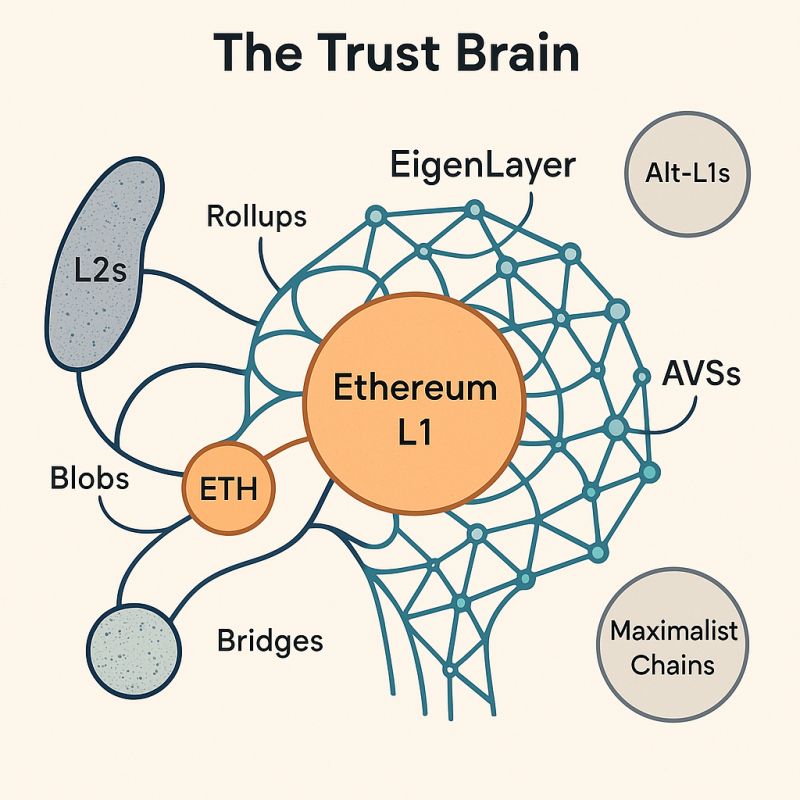 The Trust Brain
EigenLayer
Alt-L1s
Rollups
L2s
Ethereum
L1
AVSs
Blobs
ETH
Bridges
Maximalist
Chains